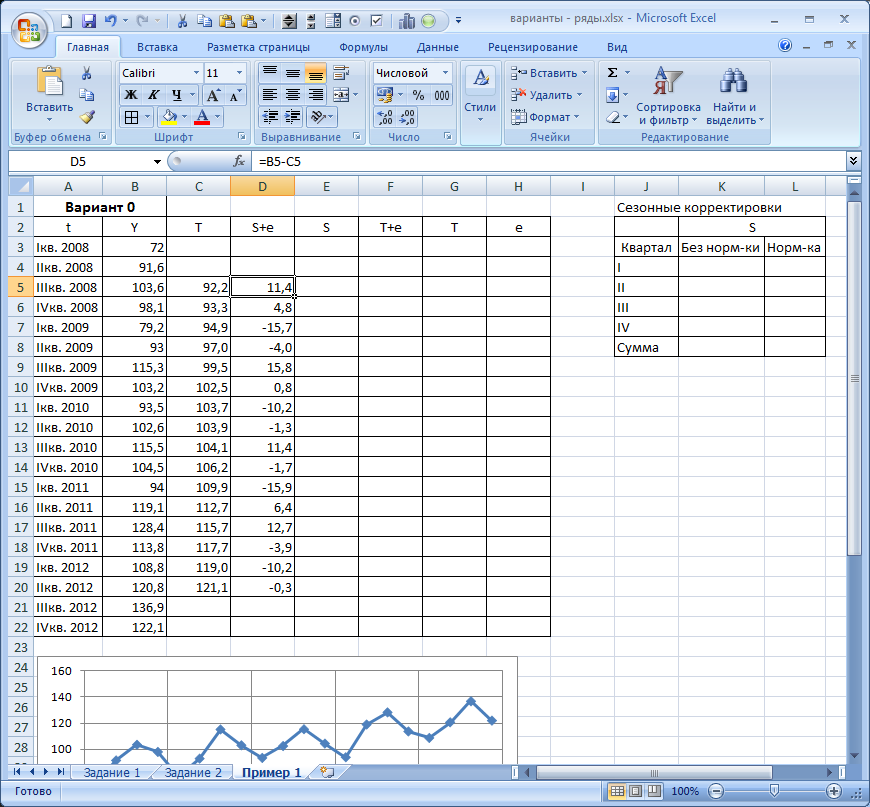 варианты - ряды.xlsx - Microsoft Excel
Главная Вставка Разметка страницы Формулы Данные Рецензирование Вид
Вставить
Буфер обмена
Calibri 11
Ж К Ч А А
А
Шрифт
Выравнивание
Числовой
% 000
,00 ,0
Число
Стили
Вставить
Удалить
Формат
Ячейки
Σ
Сортировка и фильтр
Найти и выделить
Редактирование
D5 fx =B5-C5
A B C D E F G H I J K L
1 Вариант 0 Сезонные корректировки
2 t Y T S+e S T+e T e S
3 Iкв. 2008 72 Квартал Без норм-ки Норм-ка
4 IIкв. 2008 91,6 I
5 IIIкв. 2008 103,6 92,2 11,4 II
6 IVкв. 2008 98,1 93,3 4,8 III
7 Iкв. 2009 79,2 94,9 -15,7 IV
8 IIкв. 2009 93 97,0 -4,0 Сумма
9 IIIкв. 2009 115,3 99,5 15,8
10 IVкв. 2009 103,2 102,5 0,8
11 Iкв. 2010 93,5 103,7 -10,2
12 IIкв. 2010 102,6 103,9 -1,3
13 IIIкв. 2010 115,5 104,1 11,4
14 IVкв. 2010 104,5 106,2 -1,7
15 Iкв. 2011 94 109,9 -15,9
16 IIкв. 2011 119,1 112,7 6,4
17 IIIкв. 2011 128,4 115,7 12,7
18 IVкв. 2011 113,8 117,7 -3,9
19 Iкв. 2012 108,8 119,0 -10,2
20 IIкв. 2012 120,8 121,1 -0,3
21 IIIкв. 2012 136,9
22 IVкв. 2012 122,1
23
24 160
25
26 140
27 120
28 100
Задание 1 Задание 2 Пример 1
Готово 100%